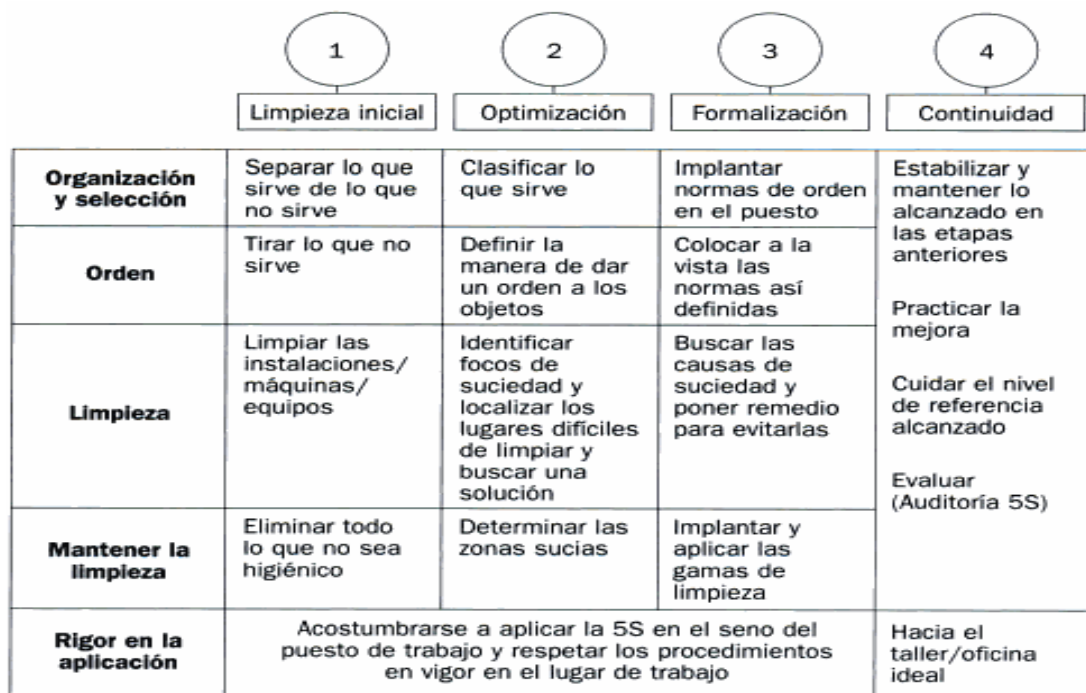 1
2
3
4
Limpieza inicial
Optimización
Formalización
Continuidad
Organización
y selección
Separar lo que
sirve de lo que
no sirve
Clasificar lo
que sirve
Implantar
normas de orden
en el puesto
Estabilizar y
mantener lo
alcanzado en
las etapas
anteriores
Practicar la
mejora
Cuidar el nivel
de referencia
alcanzado
Evaluar
(Auditoría 5S)
Orden
Tirar lo que no
sirve
Definir la
manera de dar
un orden a los
objetos
Colocar a la
vista las
normas así
definidas
Limpieza
Limpiar las
instalaciones/
máquinas/
equipos
Identificar
focos de
suciedad y
localizar los
lugares difíciles
de limpiar y
buscar una
solución
Buscar las
causas de
suciedad y
poner remedio
para evitarlas
Mantener la
limpieza
Eliminar todo
lo que no sea
higiénico
Determinar las
zonas sucias
Implantar y
aplicar las
gamas de
limpieza
Rigor en la
aplicación
Acostumbrarse a aplicar la 5S en el seno del
puesto de trabajo y respetar los procedimientos
en vigor en el lugar de trabajo
Hacia el
taller/oficina
ideal